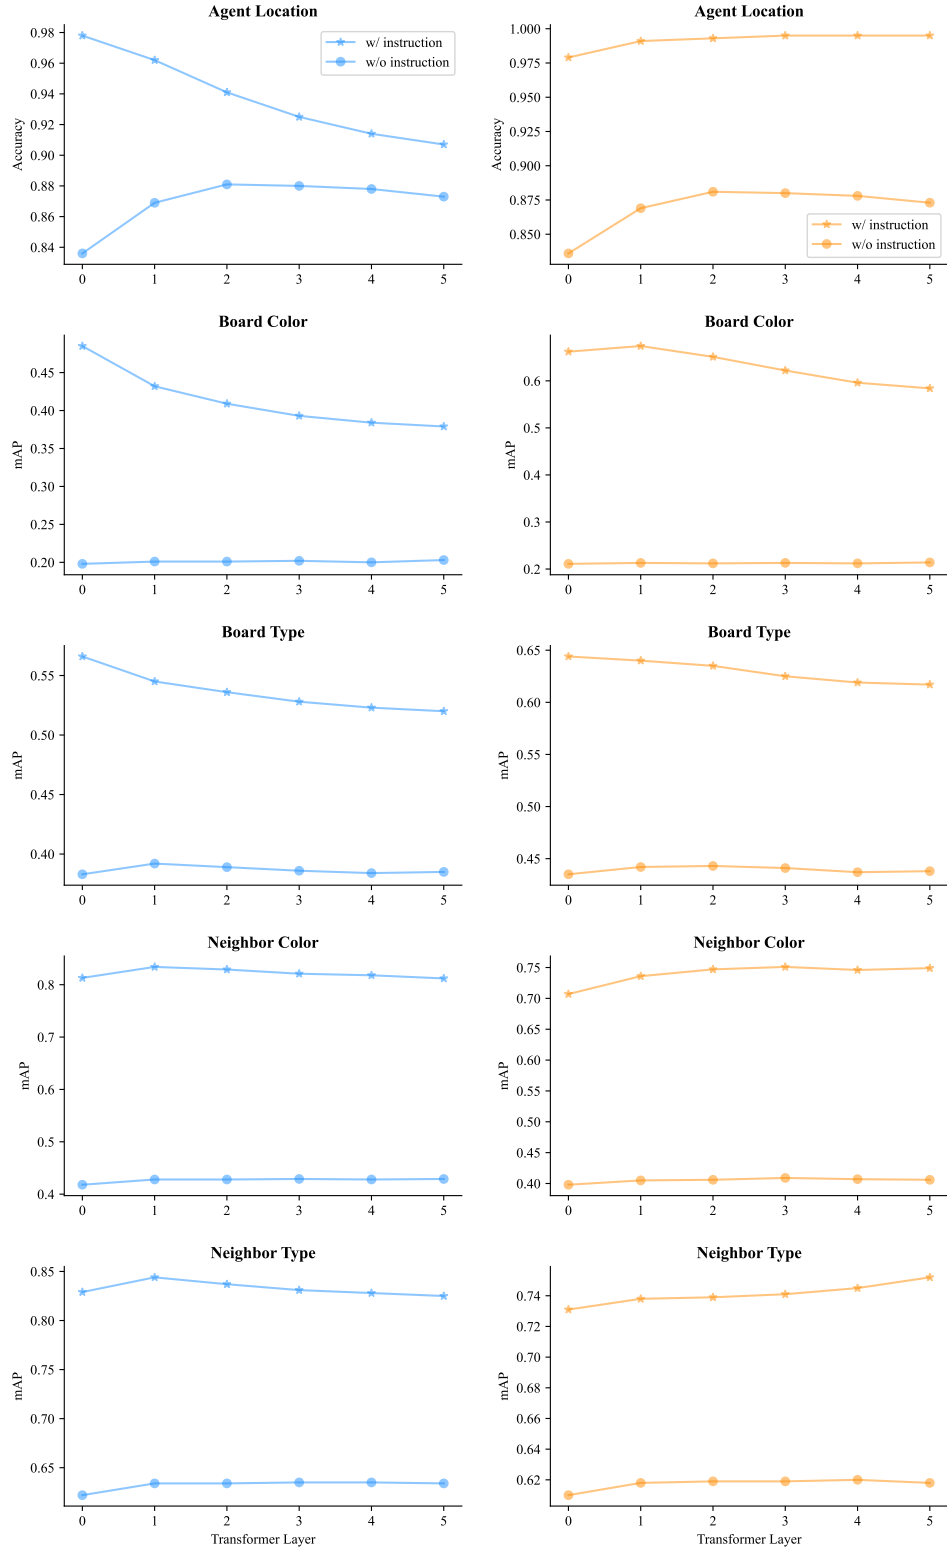 Agent Location
0.98
0.96
0.94
0.92
0.90
0.88
0.86
0.84
Accuracy
w/ instruction
w/o instruction
0 1 2 3 4 5
Agent Location
1.000
0.975
0.950
0.925
0.900
0.875
0.850
Accuracy
w/ instruction
w/o instruction
0 1 2 3 4 5
Board Color
0.45
0.40
0.35
0.30
0.25
0.20
mAP
0 1 2 3 4 5
Board Color
0.6
0.5
0.4
0.3
0.2
mAP
0 1 2 3 4 5
Board Type
0.55
0.50
0.45
0.40
mAP
0 1 2 3 4 5
Board Type
0.65
0.60
0.55
0.50
0.45
mAP
0 1 2 3 4 5
Neighbor Color
0.8
0.7
0.6
0.5
0.4
mAP
0 1 2 3 4 5
Neighbor Color
0.75
0.70
0.65
0.60
0.55
0.50
0.45
0.40
mAP
0 1 2 3 4 5
Neighbor Type
0.85
0.80
0.75
0.70
0.65
mAP
0 1 2 3 4 5
Transformer Layer
Neighbor Type
0.74
0.72
0.70
0.68
0.66
0.64
0.62
mAP
0 1 2 3 4 5
Transformer Layer